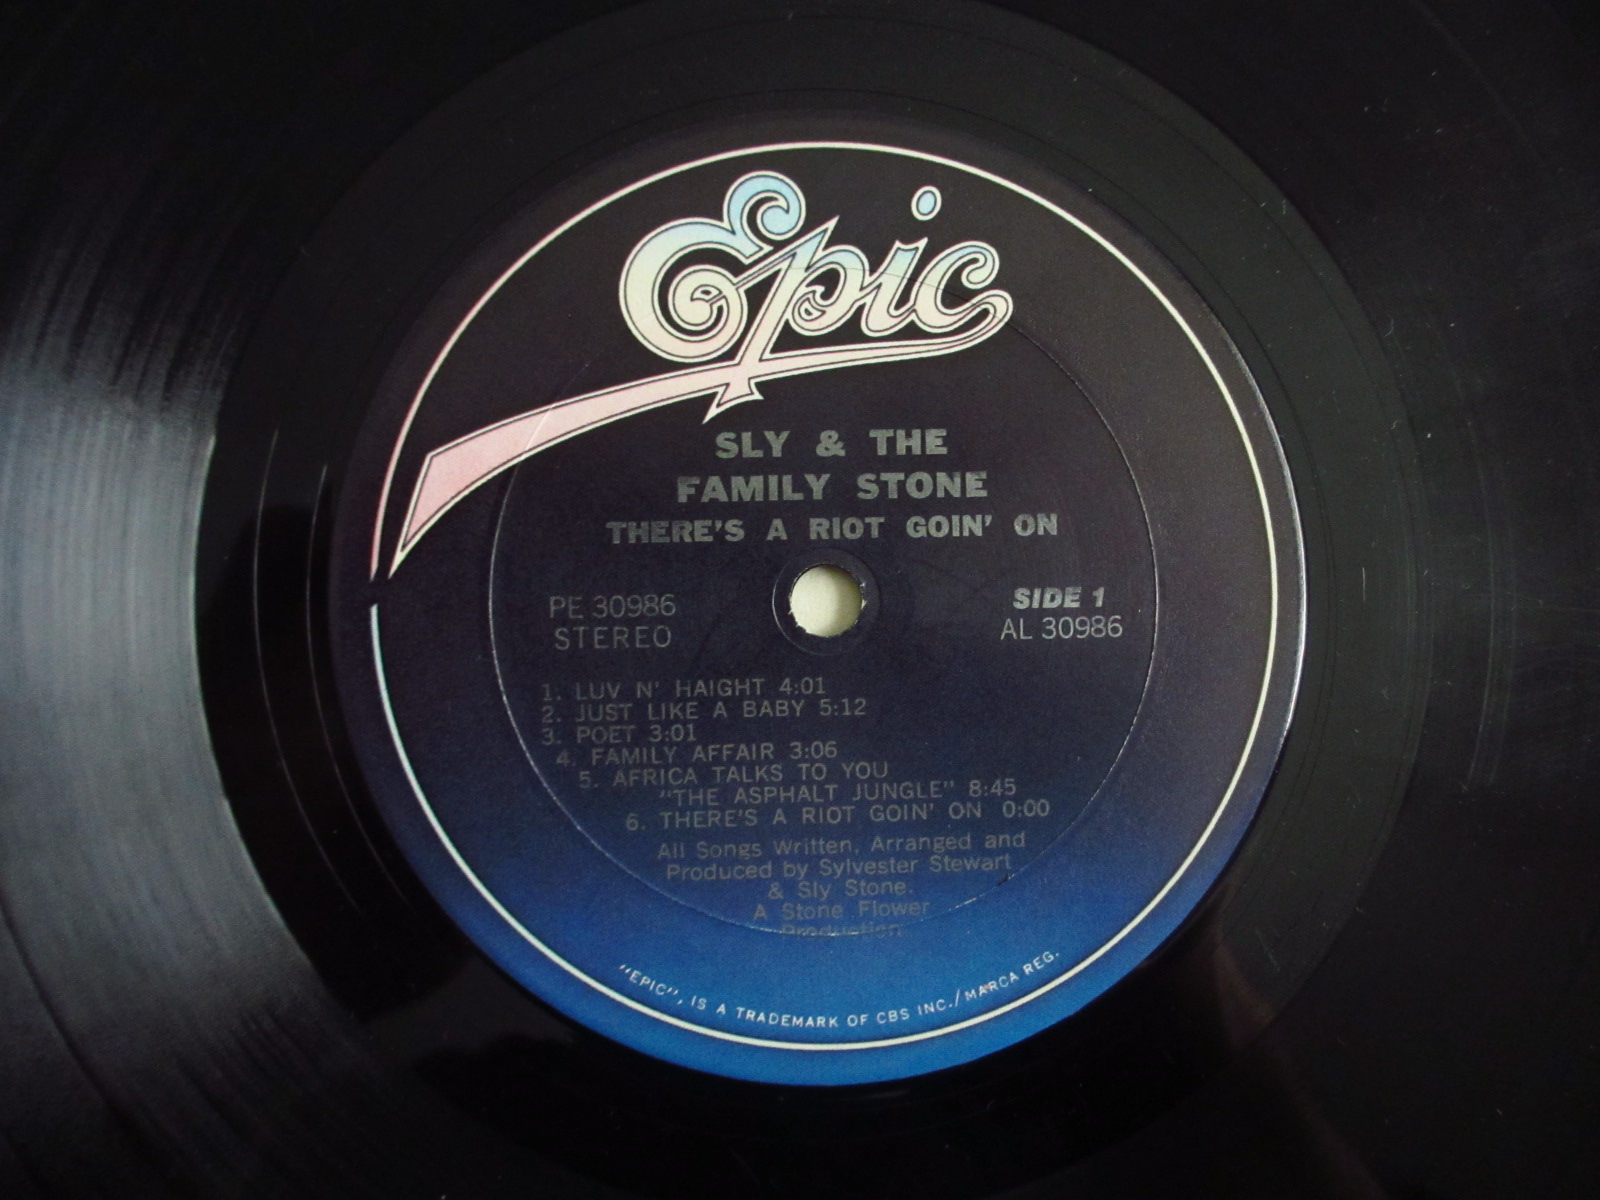 Epic
SLY & THE
FAMILY STONE
THERE'S A RIOT GOIN' ON
PE 30986
STEREO
SIDE 1
AL 30986
1. LUV N' HAIGHT 4:01
2. JUST LIKE A BABY 5:12
3. POET 3:01
4. FAMILY AFFAIR 3:06
5. AFRICA TALKS TO YOU
"THE ASPHALT JUNGLE" 8:45
6. THERE'S A RIOT GOIN' ON 0:00
All Songs Written, Arranged and
Produced by Sylvester Stewart
& Sly Stone.
A Stone Flower
Production
"EPIC", IS A TRADEMARK OF CBS INC./MARCA REG.